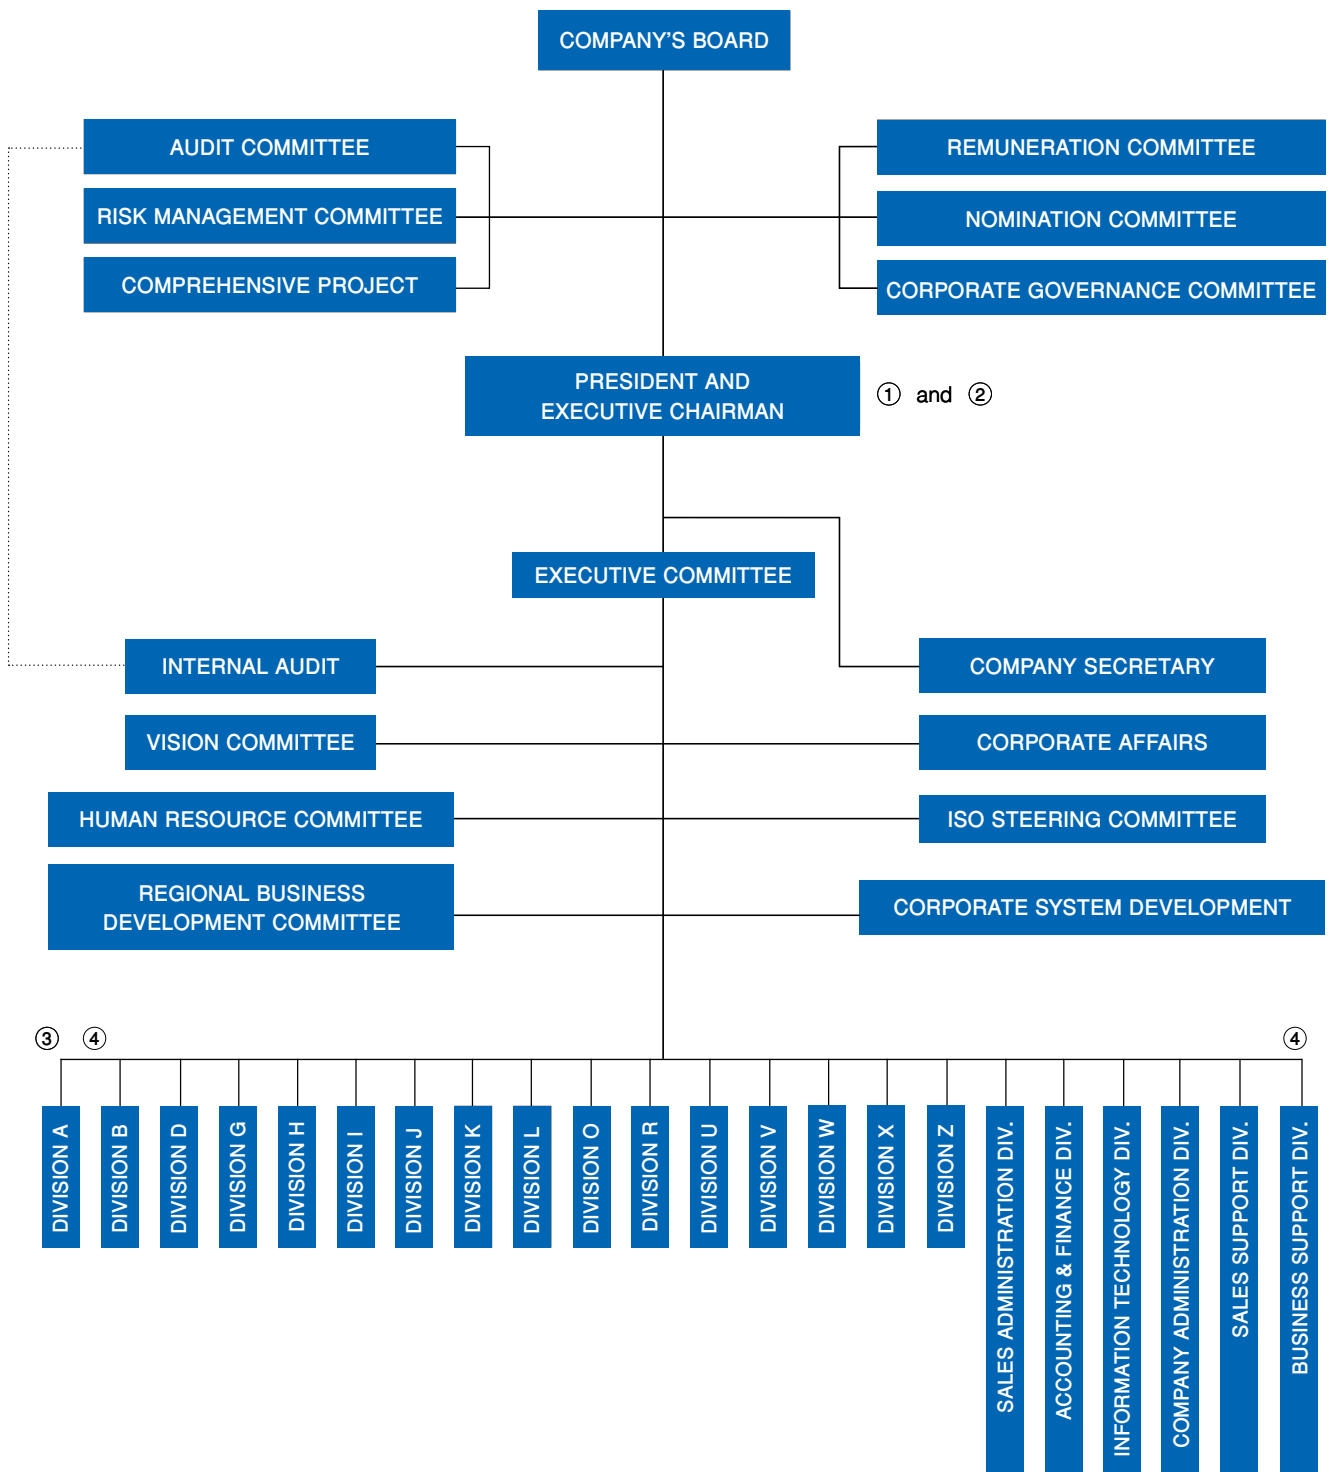 COMPANY'S BOARD
AUDIT COMMITTEE
REMUNERATION COMMITTEE
RISK MANAGEMENT COMMITTEE
NOMINATION COMMITTEE
COMPREHENSIVE PROJECT
CORPORATE GOVERNANCE COMMITTEE
PRESIDENT AND
EXECUTIVE CHAIRMAN
① and ②
EXECUTIVE COMMITTEE
INTERNAL AUDIT
COMPANY SECRETARY
VISION COMMITTEE
CORPORATE AFFAIRS
HUMAN RESOURCE COMMITTEE
ISO STEERING COMMITTEE
REGIONAL BUSINESS
DEVELOPMENT COMMITTEE
CORPORATE SYSTEM DEVELOPMENT
③ ④ ④
DIVISION A
DIVISION B
DIVISION D
DIVISION G
DIVISION H
DIVISION I
DIVISION J
DIVISION K
DIVISION L
DIVISION O
DIVISION R
DIVISION U
DIVISION V
DIVISION W
DIVISION X
DIVISION Z
SALES ADMINISTRATION DIV.
ACCOUNTING & FINANCE DIV.
INFORMATION TECHNOLOGY DIV.
COMPANY ADMINISTRATION DIV.
SALES SUPPORT DIV.
BUSINESS SUPPORT DIV.